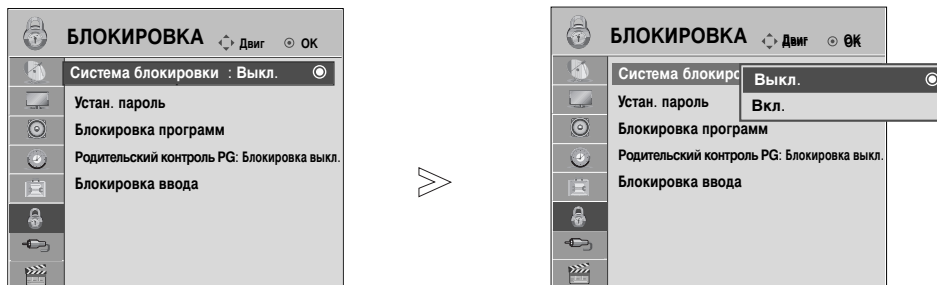 БЛОКИРОВКА Двиг OK
Система блокировки : Выкл.
Устан. пароль
Блокировка программ
Родительский контроль PG: Блокировка выкл.
Блокировка ввода
БЛОКИРОВКА Двиг OK
Система блокиро
Выкл.
Вкл.
Устан. пароль
Блокировка программ
Родительский контроль PG: Блокировка выкл.
Блокировка ввода